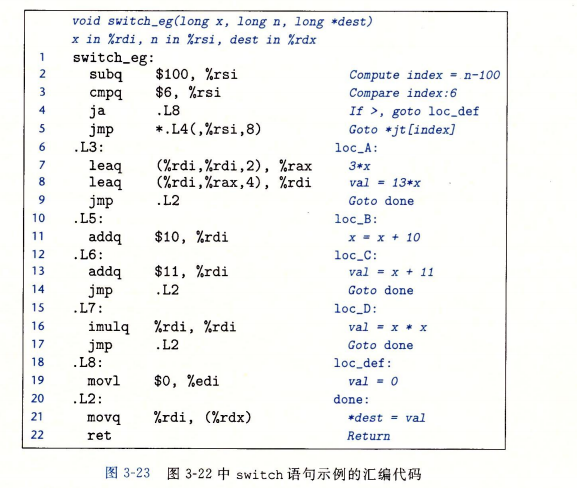 void switch_eg(long x, long n, long *dest)
x in %rdi, n in %rsi, dest in %rdx
1 switch_eg:
2 subq $100, %rsi Compute index = n-100
3 cmpq $6, %rsi Compare index:6
4 ja .L8 If >, goto loc_def
5 jmp *.L4(,%rsi,8) Goto *jt[index]
6 .L3: loc_A:
7 leaq (%rdi,%rdi,2), %rax 3*x
8 leaq (%rdi,%rax,4), %rdi val = 13*x
9 jmp .L2 Goto done
10 .L5: loc_B:
11 addq $10, %rdi x = x + 10
12 .L6: loc_C:
13 addq $11, %rdi val = x + 11
14 jmp .L2 Goto done
15 .L7: loc_D:
16 imulq %rdi, %rdi val = x * x
17 jmp .L2 Goto done
18 .L8: loc_def:
19 movl $0, %edi val = 0
20 .L2: done:
21 movq %rdi, (%rdx) *dest = val
22 ret Return
图 3-23 图 3-22 中 switch 语句示例的汇编代码